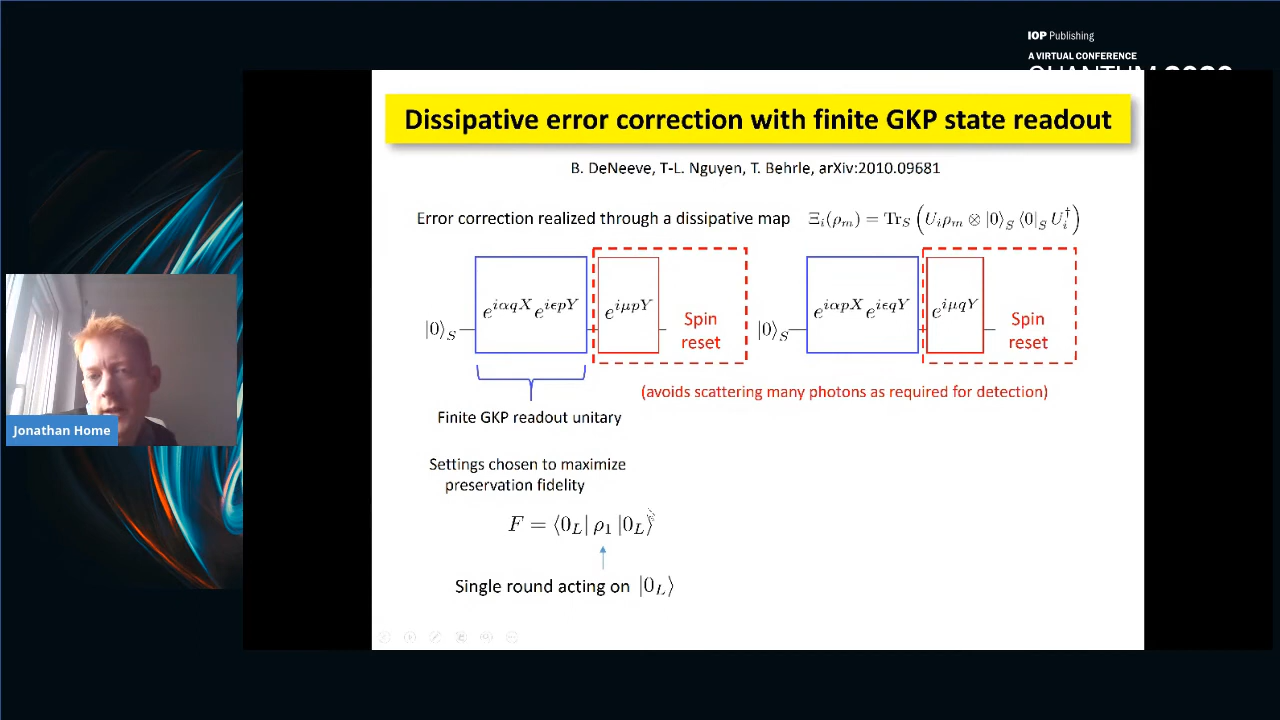 IOP Publishing
A VIRTUAL CONFERENCE
Dissipative error correction with finite GKP state readout
B. DeNeeve, T-L. Nguyen, T. Behrle, arXiv:2010.09681
Error correction realized through a dissipative map Ξ_i(ρ_m) = Tr_S (U_i ρ_m ⊗ |0⟩_S ⟨0|_S U_i^†)
|0⟩_S e^{iαqX} e^{iϵpY} e^{iμpY} Spin reset |0⟩_S e^{iαpX} e^{iϵqY} e^{iμqY} Spin reset
(avoids scattering many photons as required for detection)
Finite GKP readout unitary
Jonathan Home
Settings chosen to maximize
preservation fidelity
F = ⟨0_L| ρ_1 |0_L⟩
Single round acting on |0_L⟩